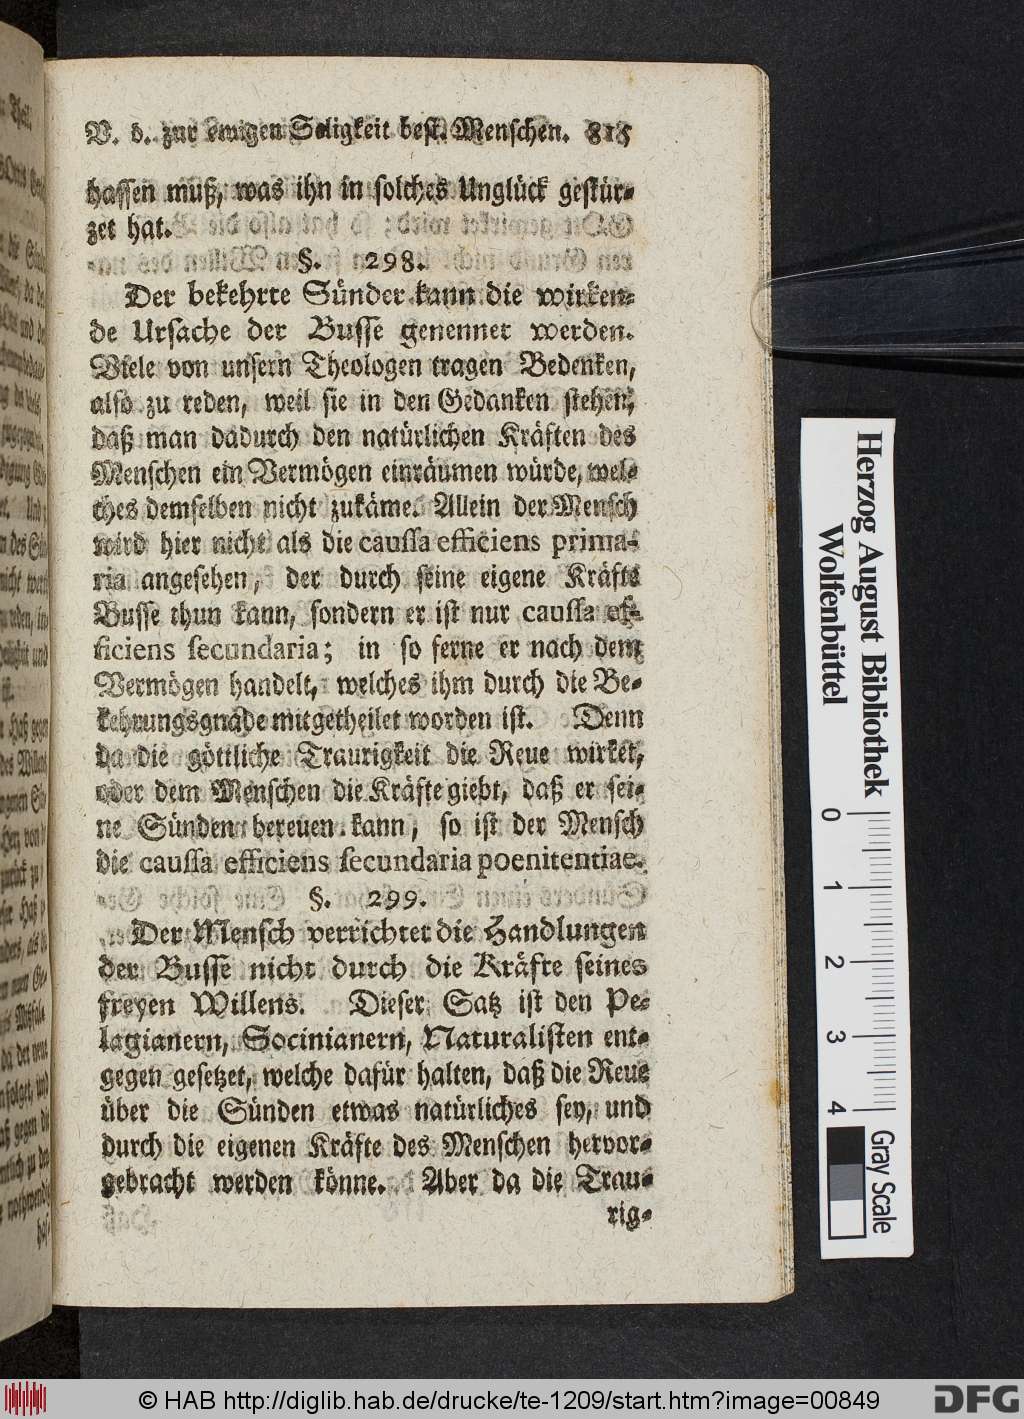 V. d. zur ewigen Seligkeit best. Menschen. 815
hassen muß, was ihn in solches Unglück gestür-
zet hat.
§. 298.
Der bekehrte Sünder kann die wirken-
de Ursache der Busse genennet werden.
Viele von unsern Theologen tragen Bedenken,
also zu reden, weil sie in den Gedanken stehen,
daß man dadurch den natürlichen Kräften des
Menschen ein Vermögen einräumen würde, wel-
ches demselben nicht zukäme. Allein der Mensch
wird hier nicht als die caussa efficiens prima-
ria angesehen, der durch seine eigene Kräfte
Busse thun kann, sondern er ist nur caussa ef-
ficiens secundaria; in so ferne er nach dem
Vermögen handelt, welches ihm durch die Be-
kehrungsgnade mitgetheilet worden ist. Denn
da die göttliche Traurigkeit die Reue wirket,
oder dem Menschen die Kräfte giebt, daß er sei-
ne Sünden bereuen kann, so ist der Mensch
die caussa efficiens secundaria poenitentiae.
§. 299.
Der Mensch verrichtet die Handlungen
der Busse nicht durch die Kräfte seines
freyen Willens. Dieser Satz ist den Pe-
lagianern, Socinianern, Naturalisten ent-
gegen gesetzet, welche dafür halten, daß die Reue
über die Sünden etwas natürliches sey, und
durch die eigenen Kräfte des Menschen hervor-
gebracht werden könne. Aber da die Trau-
rig-
Herzog August Bibliothek
Wolfenbüttel
0 1 2 3 4
Gray Scale
© HAB http://diglib.hab.de/drucke/te-1209/start.htm?image=00849
DFG